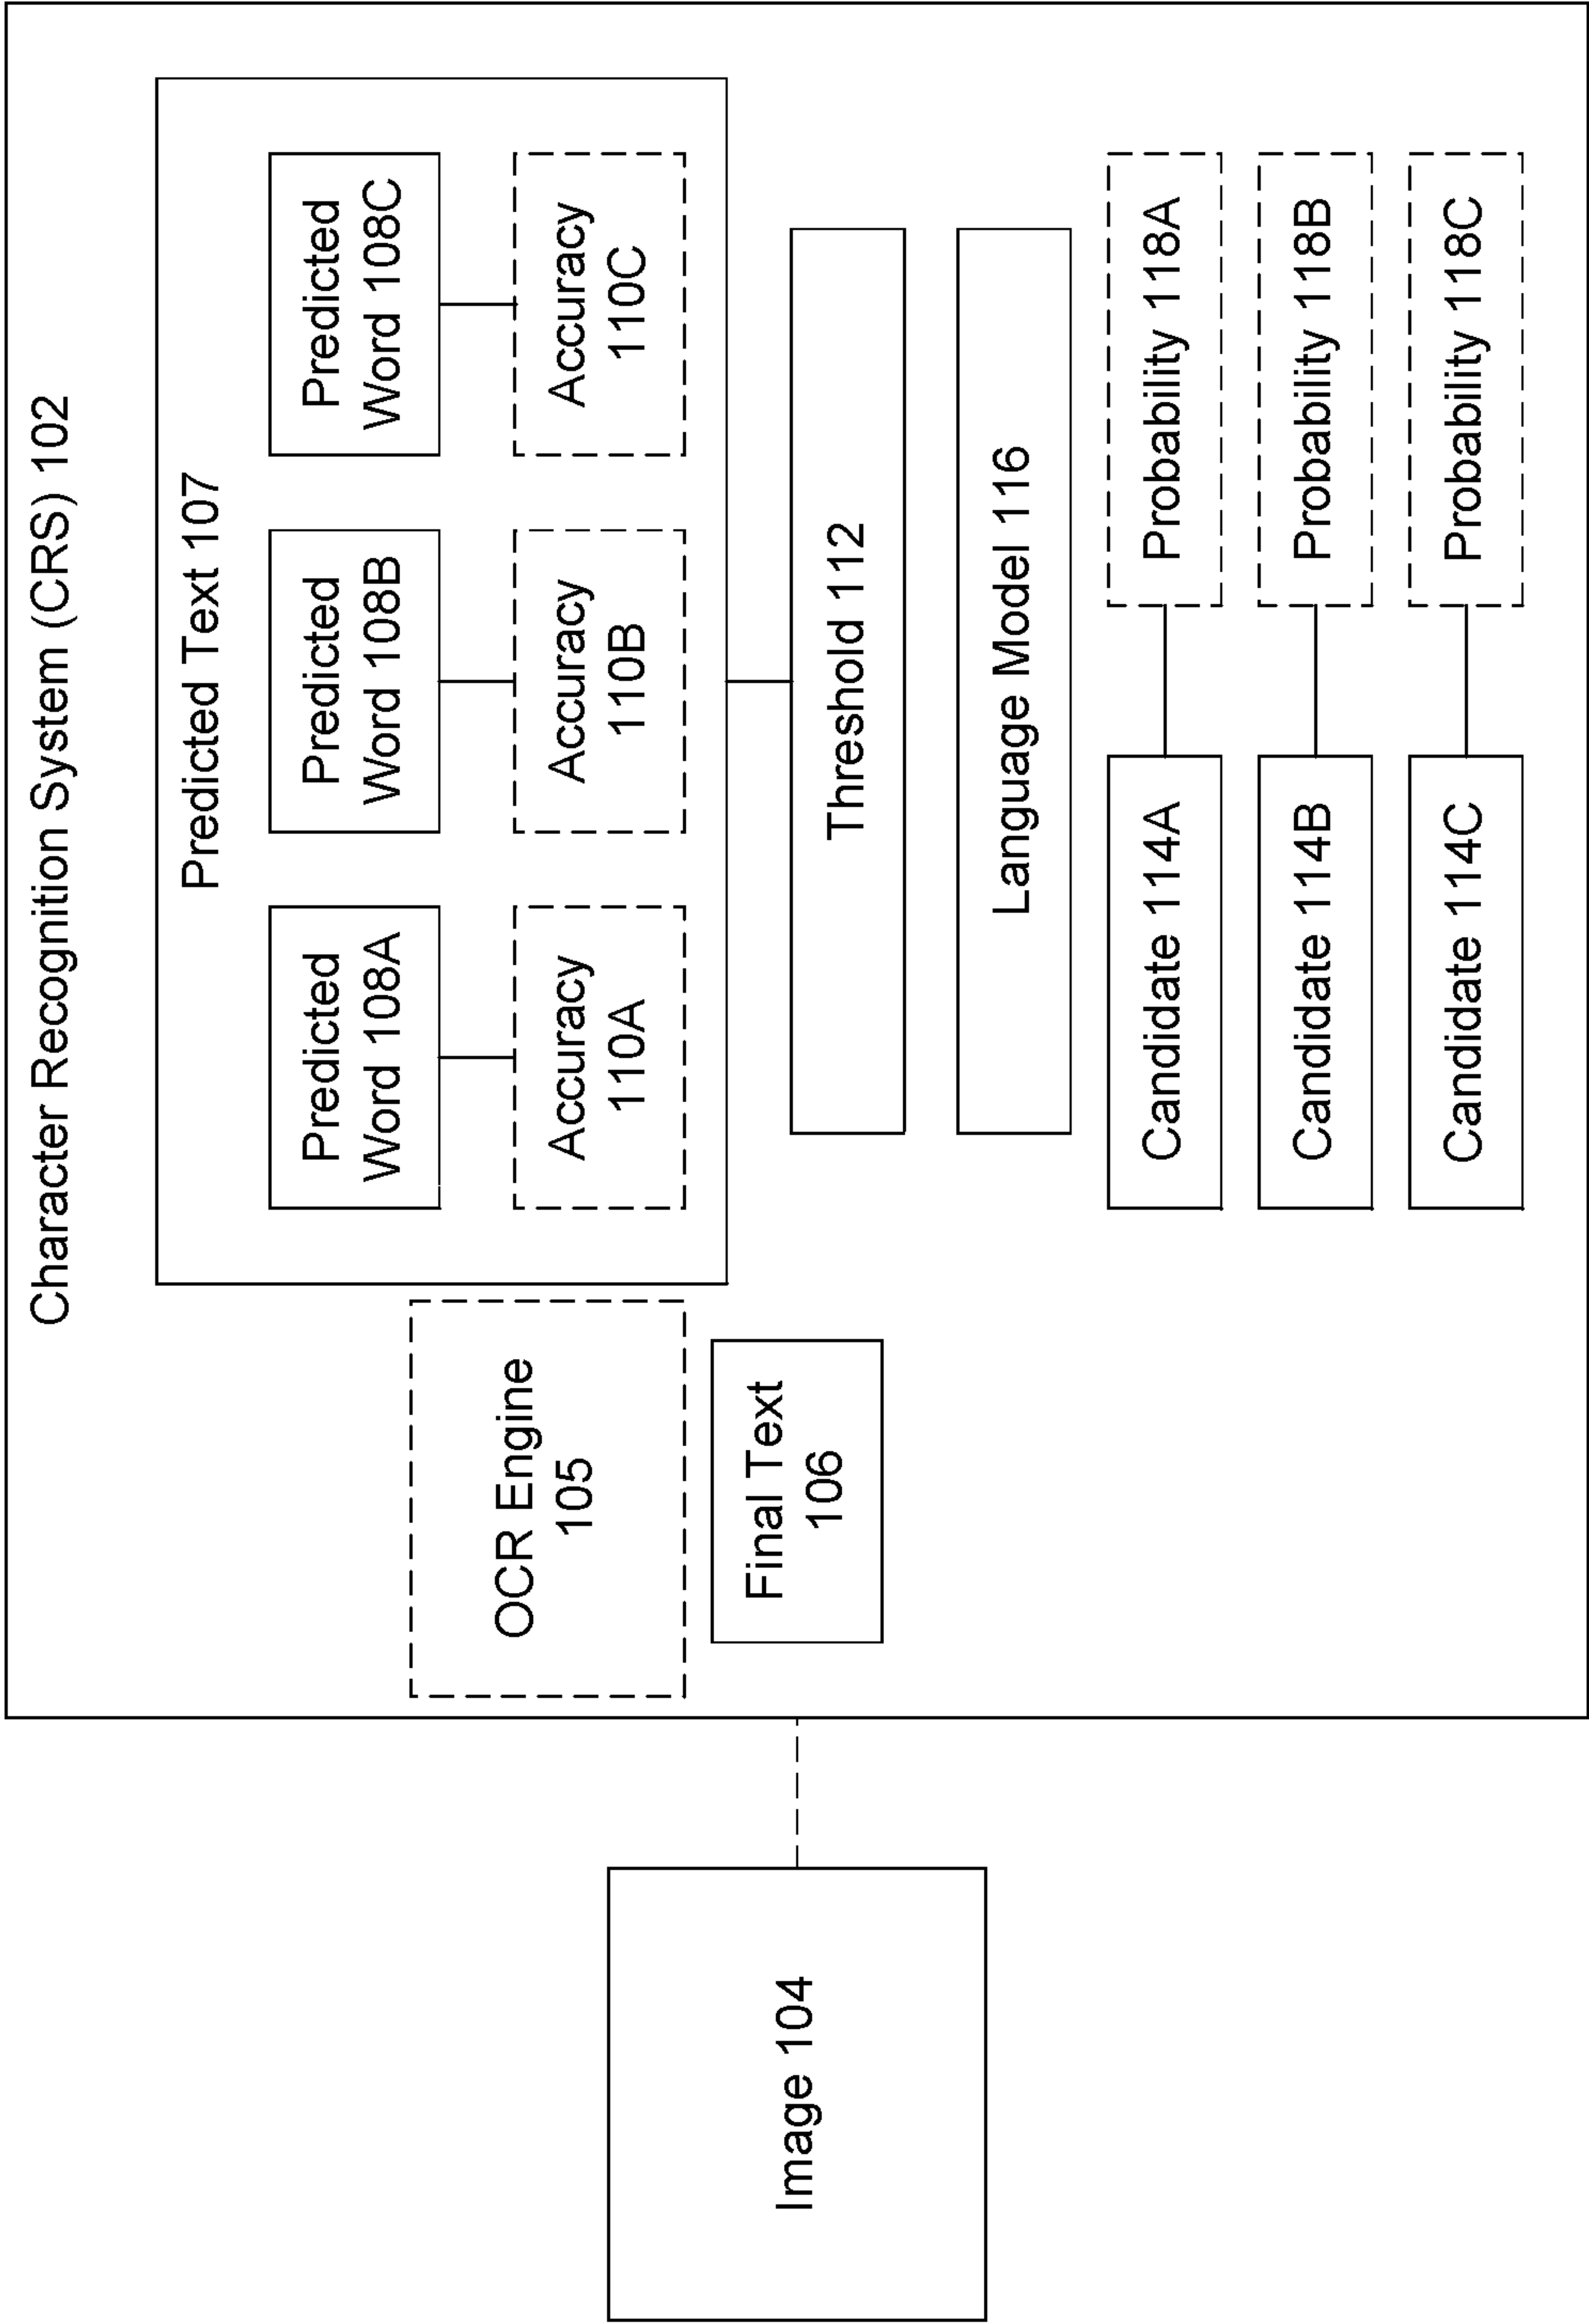 Character Recognition System (CRS) 102
Predicted Text 107
Predicted
Word 108A
Predicted
Word 108B
Predicted
Word 108C
Accuracy
110A
Accuracy
110B
Accuracy
110C
OCR Engine
105
Final Text
106
Image 104
Threshold 112
Language Model 116
Candidate 114A
Probability 118A
Candidate 114B
Probability 118B
Candidate 114C
Probability 118C